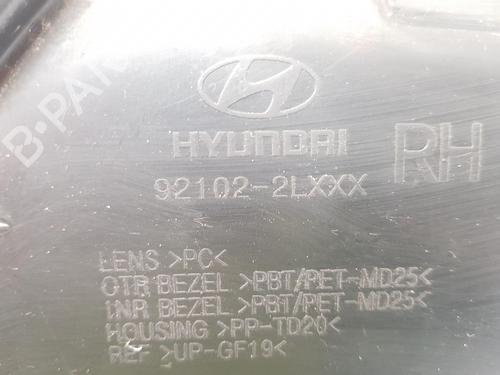 B-PARTS
HYUNDAI
RH
92102-2LXXX
LENS >PC<
OTR BEZEL >PBT/PET-MD25<
INR BEZEL >PBT/PET-MD25<
HOUSING >PP-TD20<
REF >UP-GF19<